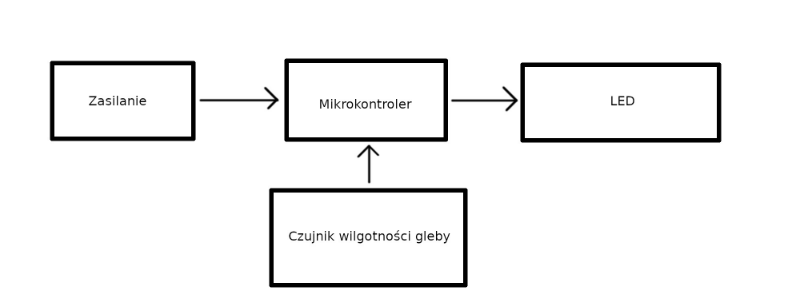 Zasilanie
Mikrokontroler
LED
Czujnik wilgotności gleby